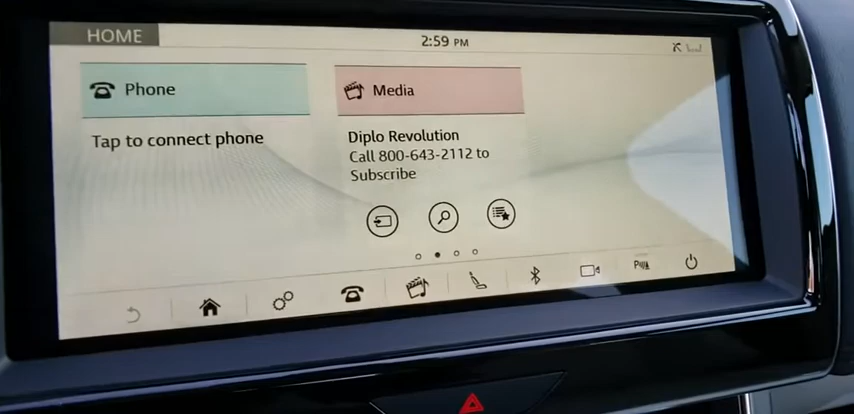 HOME
2:59 PM
Phone
Media
Tap to connect phone
Diplo Revolution
Call 800-643-2112 to
Subscribe